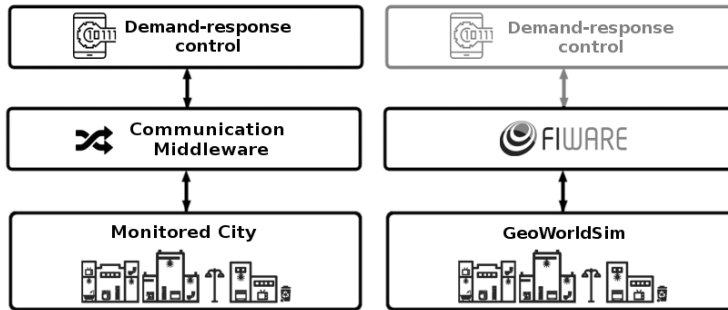 Demand-response
control
Communication
Middleware
Monitored City
Demand-response
control
FIWARE
GeoWorldSim